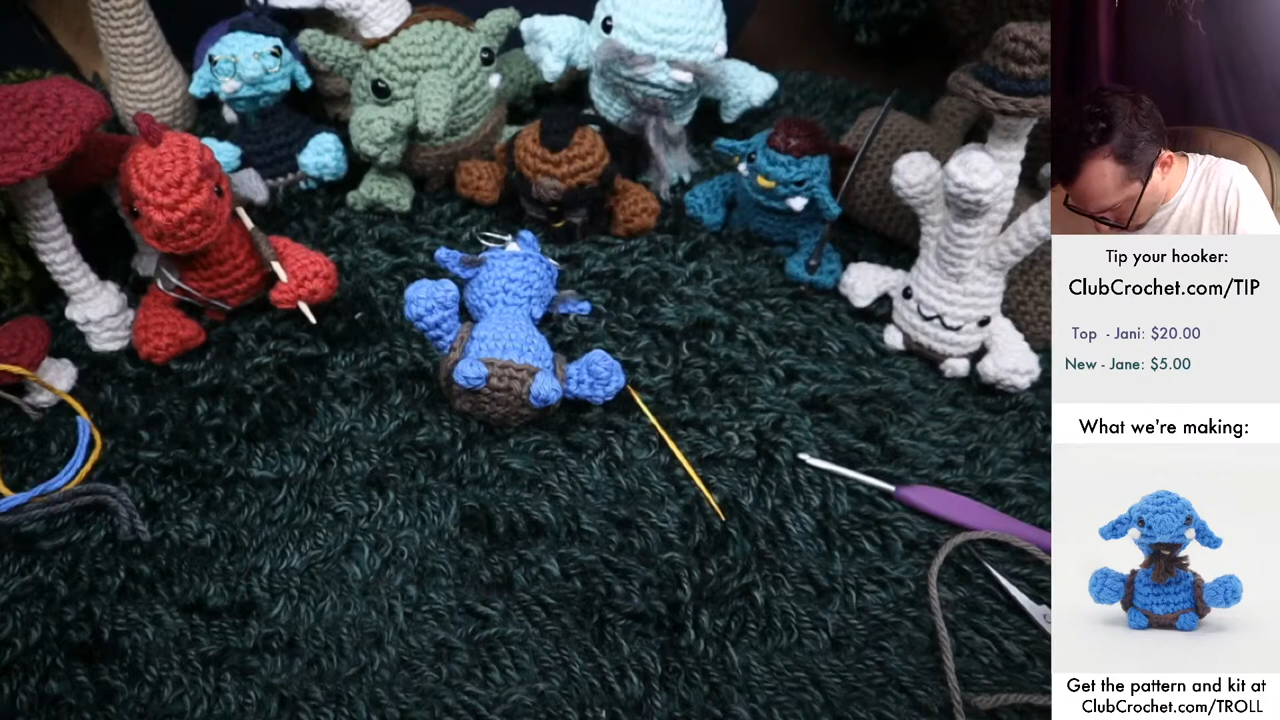 Tip your hooker:
ClubCrochet.com/TIP
Top - Jani: $20.00
New - Jane: $5.00
What we're making:
Get the pattern and kit at
ClubCrochet.com/TROLL